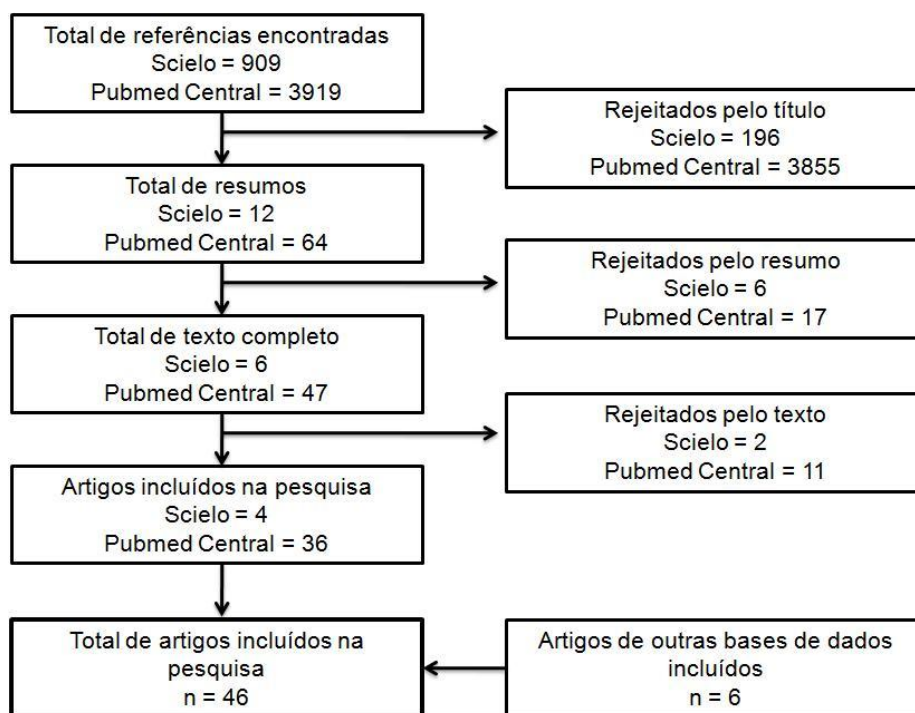 Total de referências encontradas
Scielo = 909
Pubmed Central = 3919
Rejeitados pelo título
Scielo = 196
Pubmed Central = 3855
Total de resumos
Scielo = 12
Pubmed Central = 64
Rejeitados pelo resumo
Scielo = 6
Pubmed Central = 17
Total de texto completo
Scielo = 6
Pubmed Central = 47
Rejeitados pelo texto
Scielo = 2
Pubmed Central = 11
Artigos incluídos na pesquisa
Scielo = 4
Pubmed Central = 36
Total de artigos incluídos na
pesquisa
n = 46
Artigos de outras bases de dados
incluídos
n = 6